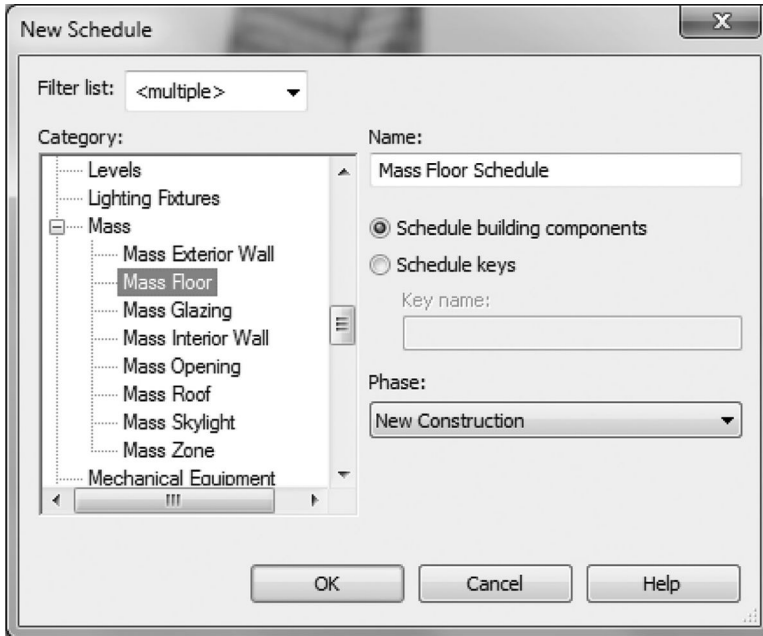 New Schedule
Filter list: <multiple>
Category:
Levels
Lighting Fixtures
Mass
Mass Exterior Wall
Mass Floor
Mass Glazing
Mass Interior Wall
Mass Opening
Mass Roof
Mass Skylight
Mass Zone
Mechanical Equipment
Name:
Mass Floor Schedule
Schedule building components
Schedule keys
Key name:
Phase:
New Construction
OK Cancel Help